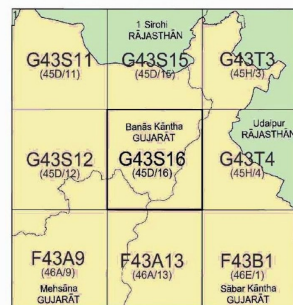 1 Sirohi
RĀJASTHĀN
G43S11
(45D/11)
G43S15
(45D/15)
G43T3
(45H/3)
Banās Kāntha
GUJARĀT
Udaipur
RĀJASTHĀN
G43S12
(45D/12)
G43S16
(45D/16)
G43T4
(45H/4)
F43A9
(46A/9)
Mehsāna
GUJARĀT
F43A13
(46A/13)
F43B1
(46E/1)
Sābar Kāntha
GUJARĀT